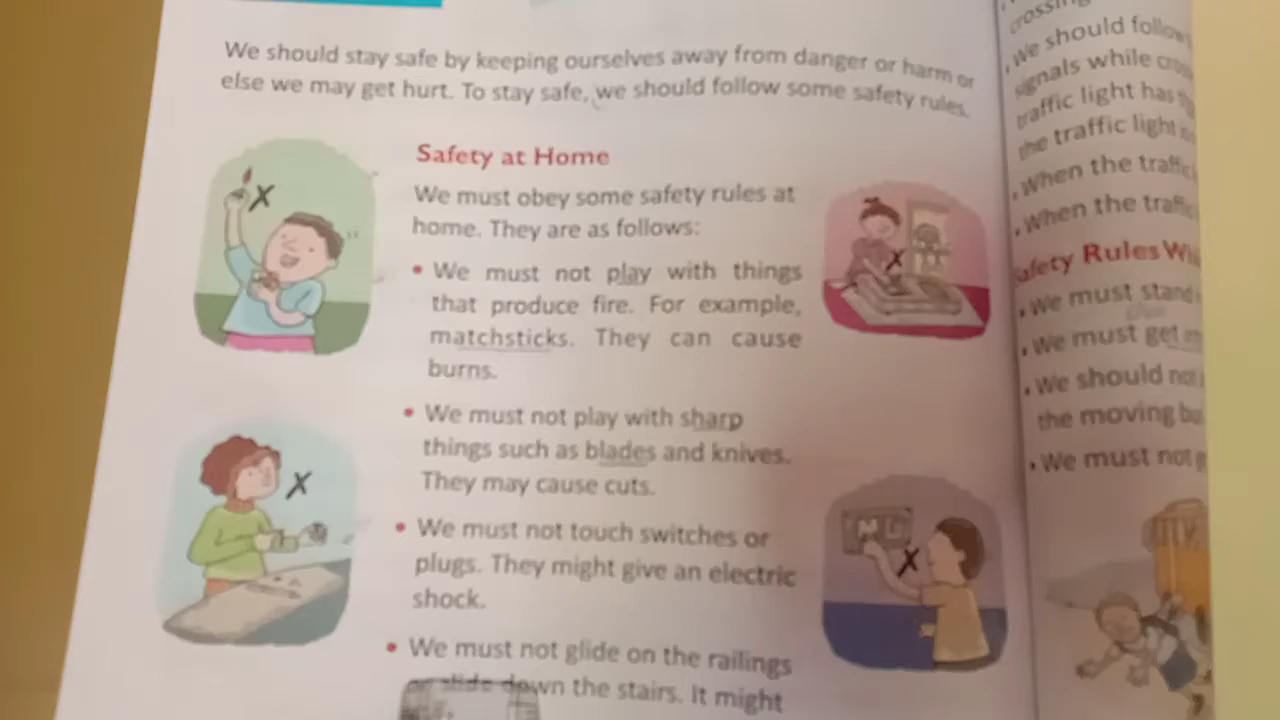 We should stay safe by keeping ourselves away from danger or harm or
else we may get hurt. To stay safe, we should follow some safety rules.
Safety at Home
We must obey some safety rules at
home. They are as follows:
• We must not play with things
that produce fire. For example,
matchsticks. They can cause
burns.
• We must not play with sharp
things such as blades and knives.
They may cause cuts.
• We must not touch switches or
plugs. They might give an electric
shock.
• We must not glide on the railings
or slide down the stairs. It might
crossing
• We should follow
signals while
traffic light has
the traffic light
• When the
• When the
Safety Rules
• We must stand
• We must get
• We should not
the moving
• We must not